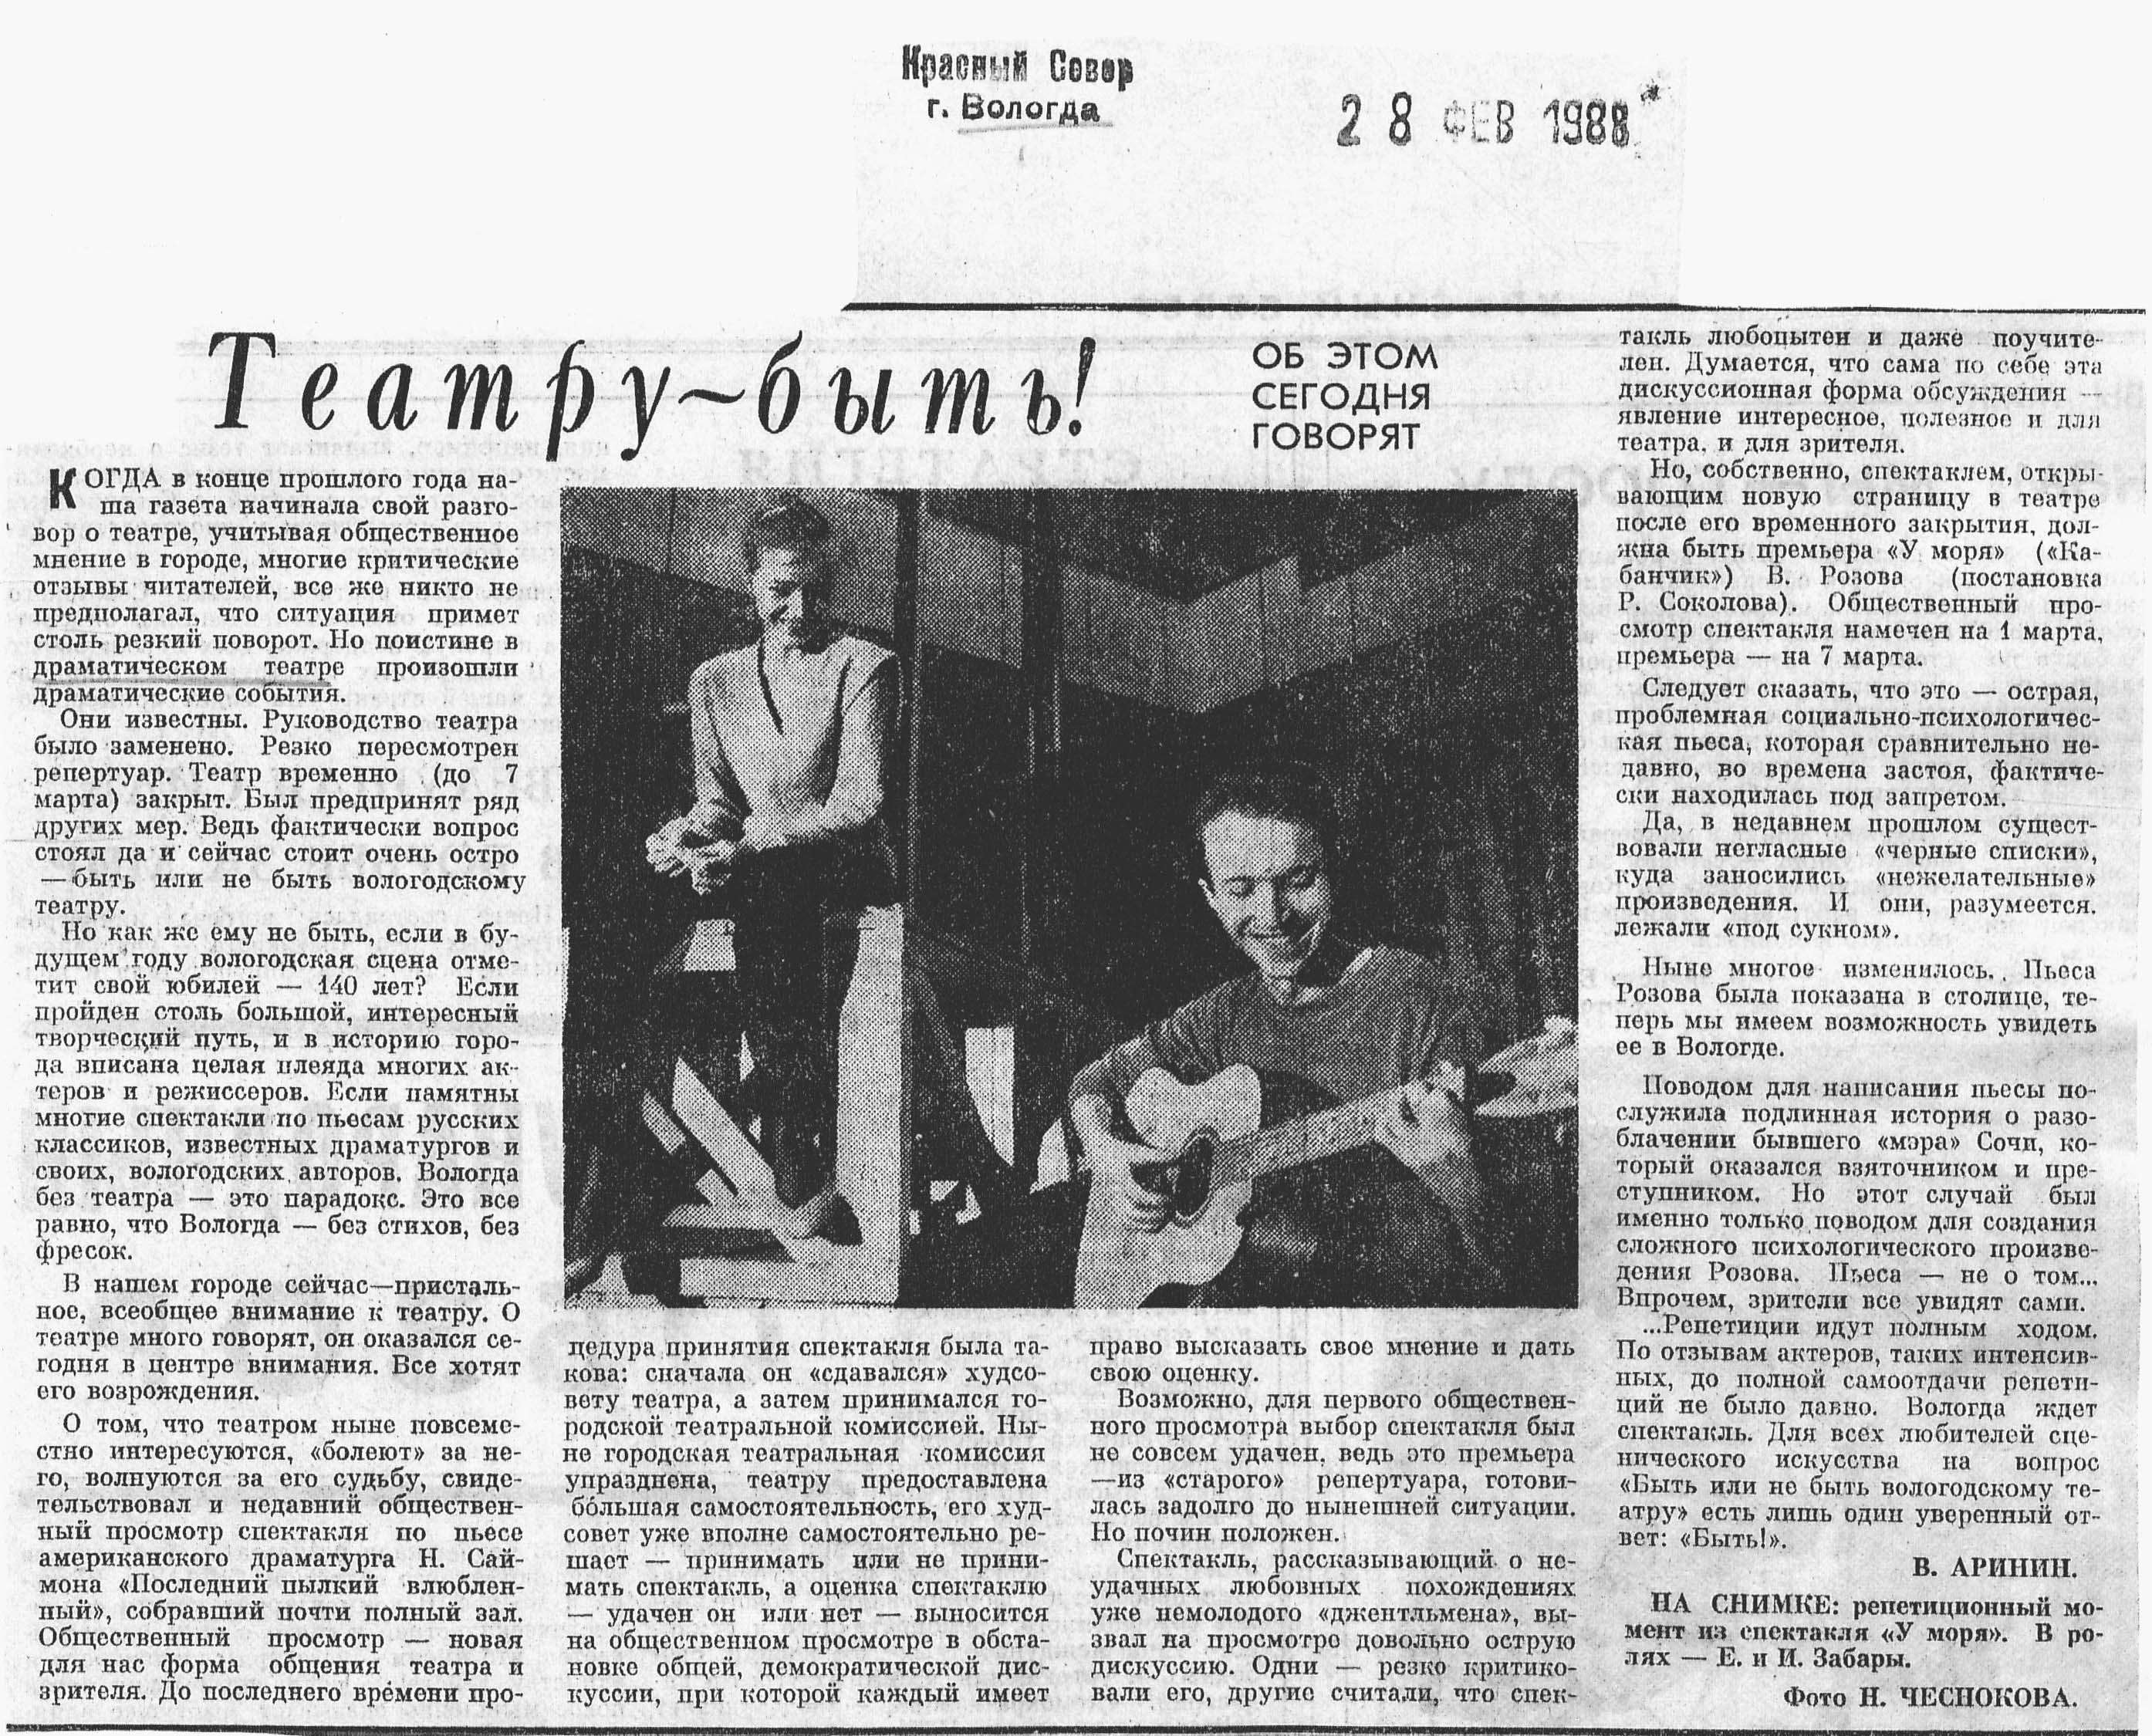 Красный Север
г. Вологда
28 ФЕВ 1988
Театру~быть!
ОБ ЭТОМ
СЕГОДНЯ
ГОВОРЯТ
КОГДА в конце прошлого года на-
ша газета начинала свой разго-
вор о театре, учитывая общественное
мнение в городе, многие критические
отзывы читателей, все же никто не
предполагал, что ситуация примет
столь резкий поворот. Но поистине в
драматическом театре произошли
драматические события.
Они известны. Руководство театра
было заменено. Резко пересмотрен
репертуар. Театр временно (до 7
марта) закрыт. Был предпринят ряд
других мер. Ведь фактически вопрос
стоял да и сейчас стоит очень остро
— быть или не быть вологодскому
театру.
Но как же ему не быть, если в бу-
дущем году вологодская сцена отме-
тит свой юбилей — 140 лет? Если
пройден столь большой, интересный
творческий путь, и в историю горо-
да вписана целая плеяда многих ак-
теров и режиссеров. Если памятны
многие спектакли по пьесам русских
классиков, известных драматургов и
своих, вологодских авторов. Вологда
без театра — это парадокс. Это все
равно, что Вологда — без стихов, без
фресок.
В нашем городе сейчас—присталь-
ное, всеобщее внимание к театру. О
театре много говорят, он оказался се-
годня в центре внимания. Все хотят
его возрождения.
О том, что театром ныне повсеме-
стно интересуются, «болеют» за не-
го, волнуются за его судьбу, свиде-
тельствовал и недавний обществен-
ный просмотр спектакля по пьесе
американского драматурга Н. Сай-
мона «Последний пылкий влюблен-
ный», собравший почти полный зал.
Общественный просмотр — новая
для нас форма общения театра и
зрителя. До последнего времени про-
цедура принятия спектакля была та-
кова: сначала он «сдавался» худсо-
вету театра, а затем принимался го-
родской театральной комиссией. Ны-
не городская театральная комиссия
упразднена, театру предоставлена
бóльшая самостоятельность, его худ-
совет уже вполне самостоятельно ре-
шает — принимать или не прини-
мать спектакль, а оценка спектаклю
— удачен он или нет — выносится
на общественном просмотре в обста-
новке общей, демократической дис-
куссии, при которой каждый имеет
право высказать свое мнение и дать
свою оценку.
Возможно, для первого обществен-
ного просмотра выбор спектакля был
не совсем удачен, ведь это премьера
—из «старого» репертуара, готови-
лась задолго до нынешней ситуации.
Но почин положен.
Спектакль, рассказывающий о не-
удачных любовных похождениях
уже немолодого «джентльмена», вы-
звал на просмотре довольно острую
дискуссию. Одни — резко критико-
вали его, другие считали, что спек-
такль любопытен и даже поучите-
лен. Думается, что сама по себе эта
дискуссионная форма обсуждения —
явление интересное, полезное и для
театра, и для зрителя.
Но, собственно, спектаклем, откры-
вающим новую страницу в театре
после его временного закрытия, дол-
жна быть премьера «У моря» («Ка-
банчик») В. Розова (постановка
Р. Соколова). Общественный про-
смотр спектакля намечен на 1 марта,
премьера — на 7 марта.
Следует сказать, что это — острая,
проблемная социально-психологичес-
кая пьеса, которая сравнительно не-
давно, во времена застоя, фактиче-
ски находилась под запретом.
Да, в недавнем прошлом сущест-
вовали негласные «черные списки»,
куда заносились «нежелательные»
произведения. И они, разумеется,
лежали «под сукном».
Ныне многое изменилось. Пьеса
Розова была показана в столице, те-
перь мы имеем возможность увидеть
ее в Вологде.
Поводом для написания пьесы по-
служила подлинная история о разо-
блачении бывшего «мэра» Сочи, ко-
торый оказался взяточником и пре-
ступником. Но этот случай был
именно только поводом для создания
сложного психологического произве-
дения Розова. Пьеса — не о том...
Впрочем, зрители все увидят сами.
...Репетиции идут полным ходом.
По отзывам актеров, таких интенсив-
ных, до полной самоотдачи репети-
ций не было давно. Вологда ждет
спектакль. Для всех любителей сце-
нического искусства на вопрос
«Быть или не быть вологодскому те-
атру» есть лишь один уверенный от-
вет: «Быть!».
В. АРИНИН.
НА СНИМКЕ: репетиционный мо-
мент из спектакля «У моря». В ро-
лях — Е. и И. Забары.
Фото Н. ЧЕСНОКОВА.